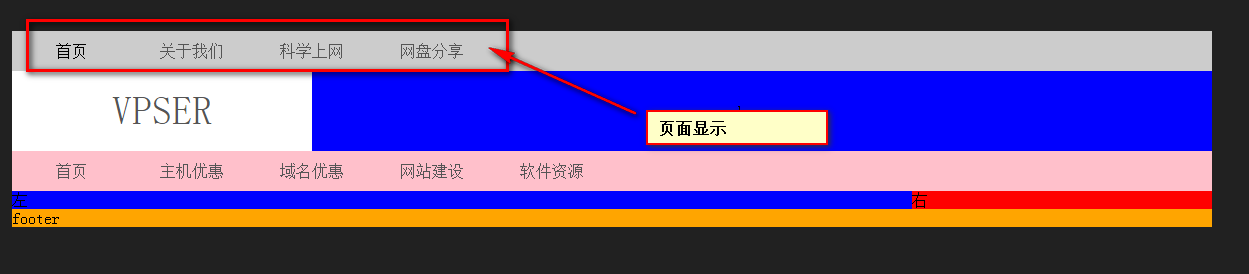 首页 关于我们 科学上网 网盘分享
VPSER
页面显示
首页 主机优惠 域名优惠 网站建设 软件资源
左 右
footer